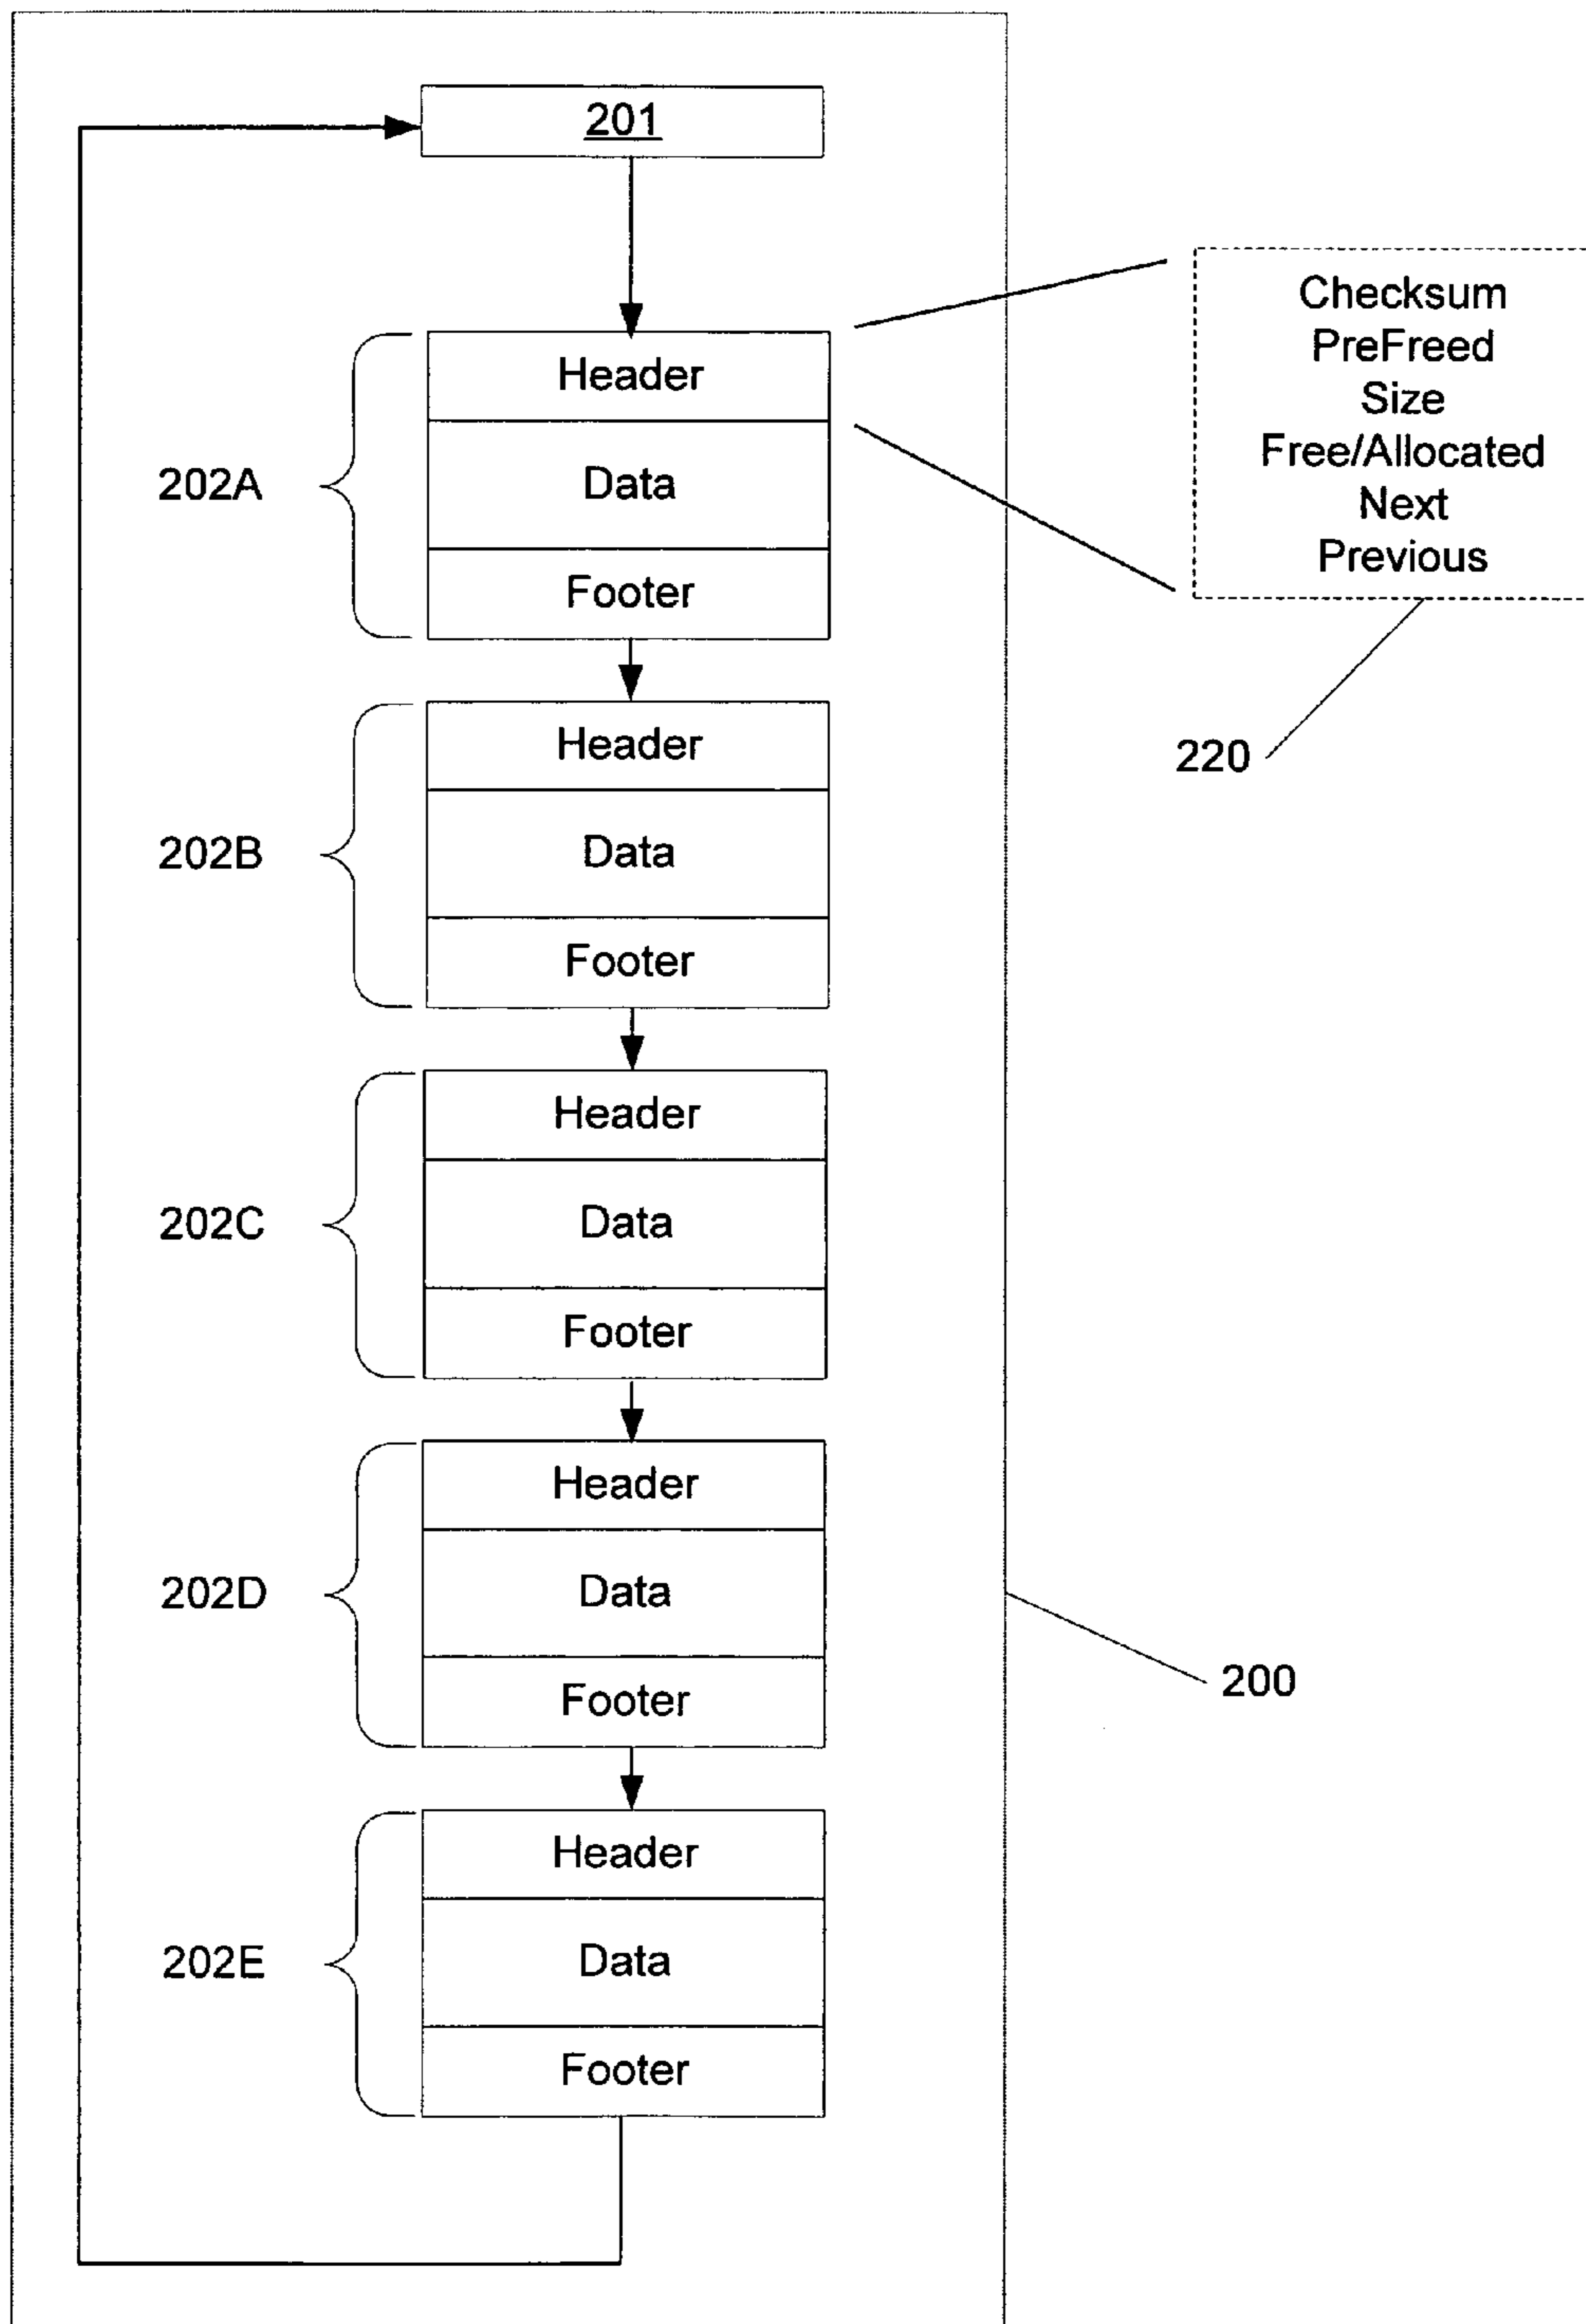 201
Checksum
PreFreed
Size
Free/Allocated
Next
Previous
220
202A
Header
Data
Footer
202B
Header
Data
Footer
202C
Header
Data
Footer
202D
Header
Data
Footer
200
202E
Header
Data
Footer